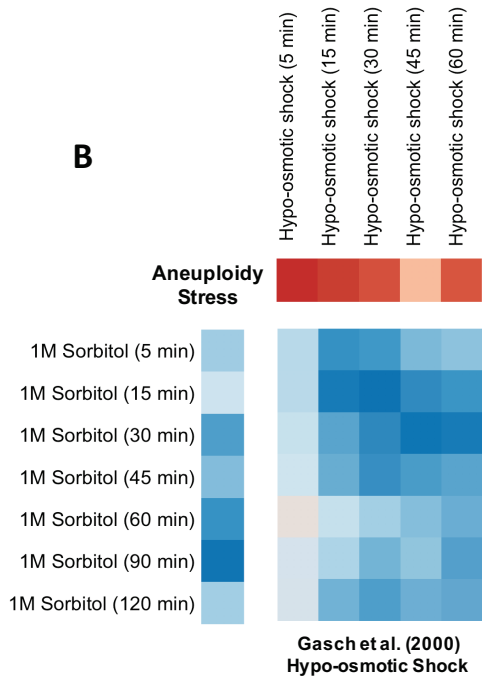 B
Hypo-osmotic shock (5 min)
Hypo-osmotic shock (15 min)
Hypo-osmotic shock (30 min)
Hypo-osmotic shock (45 min)
Hypo-osmotic shock (60 min)
Aneuploidy
Stress
1M Sorbitol (5 min)
1M Sorbitol (15 min)
1M Sorbitol (30 min)
1M Sorbitol (45 min)
1M Sorbitol (60 min)
1M Sorbitol (90 min)
1M Sorbitol (120 min)
Gasch et al. (2000)
Hypo-osmotic Shock